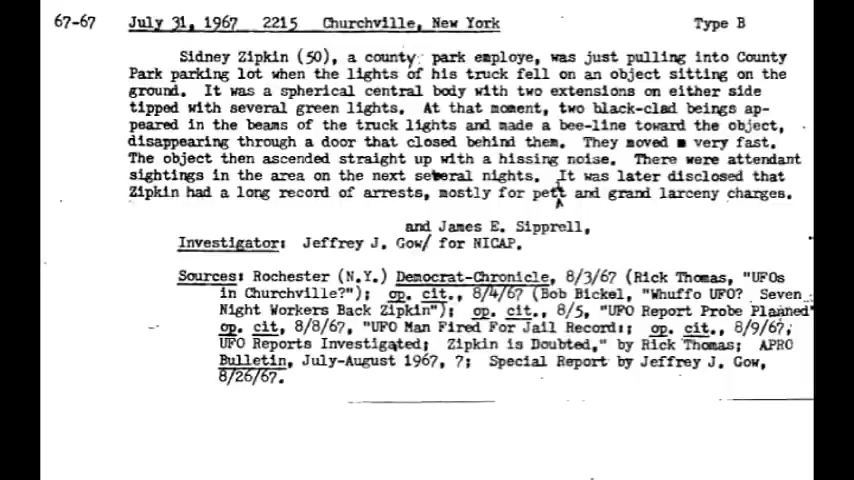 67-67 July 31, 1967 2215 Churchville, New York Type B
Sidney Zipkin (50), a county park employe, was just pulling into County
Park parking lot when the lights of his truck fell on an object sitting on the
ground. It was a spherical central body with two extensions on either side
tipped with several green lights. At that moment, two black-clad beings ap-
peared in the beams of the truck lights and made a bee-line toward the object,
disappearing through a door that closed behind them. They moved very fast.
The object then ascended straight up with a hissing noise. There were attendant
sightings in the area on the next several nights. It was later disclosed that
Zipkin had a long record of arrests, mostly for pett and grand larceny charges.
and James E. Sipprell,
Investigator: Jeffrey J. Gow/ for NICAP.
Sources: Rochester (N.Y.) Democrat-Chronicle, 8/3/67 (Rick Thomas, "UFOs
in Churchville?"); op. cit., 8/4/67 (Bob Bickel, "Whuffo UFO? Seven
Night Workers Back Zipkin"); op. cit., 8/5, "UFO Report Probe Planned"
op. cit, 8/8/67, "UFO Man Fired For Jail Record:; op. cit., 8/9/67,
UFO Reports Investigated; Zipkin is Doubted," by Rick Thomas; APRO
Bulletin, July-August 1967, ?; Special Report by Jeffrey J. Gow,
8/26/67.